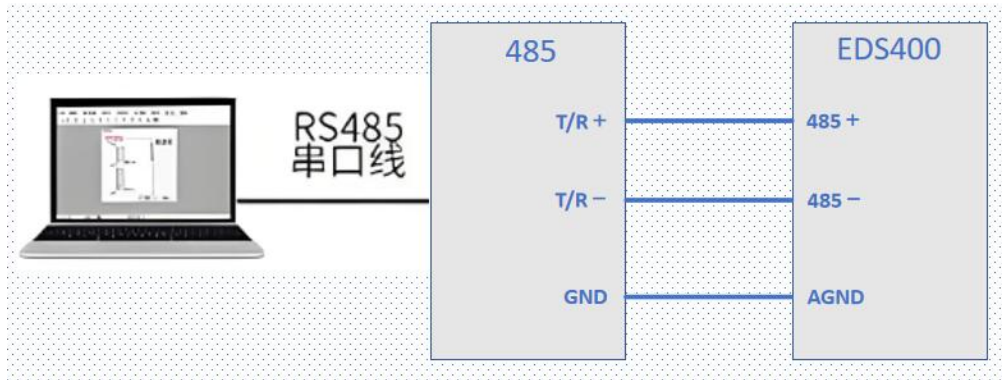 485
EDS400
RS485
串口线
T/R+
485+
T/R−
485−
GND
AGND